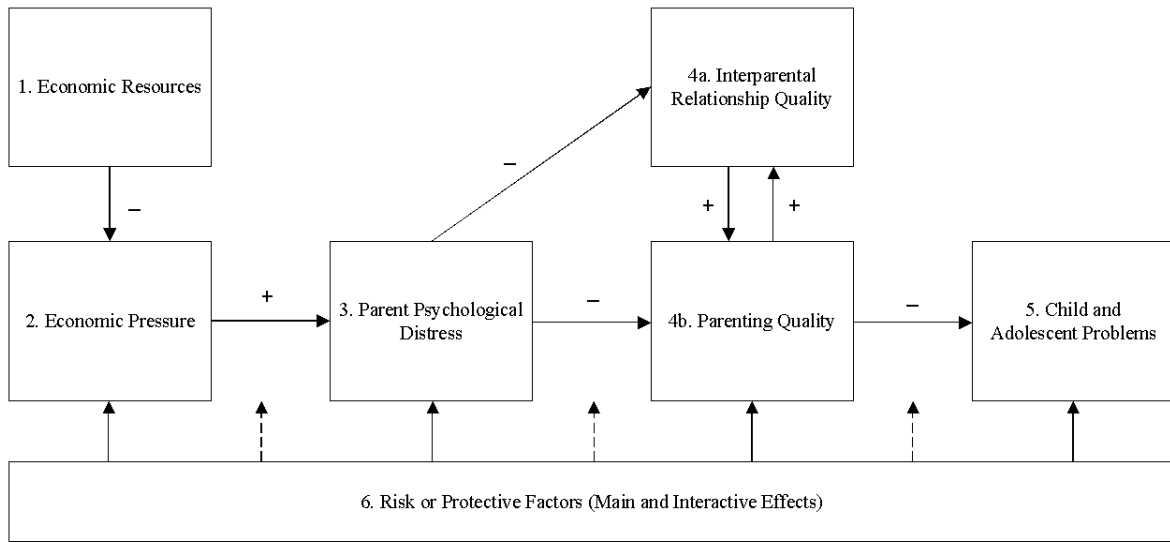 1. Economic Resources
4a. Interparental
Relationship Quality
–
–
+
+
2. Economic Pressure
+
3. Parent Psychological
Distress
–
4b. Parenting Quality
–
5. Child and
Adolescent Problems
6. Risk or Protective Factors (Main and Interactive Effects)